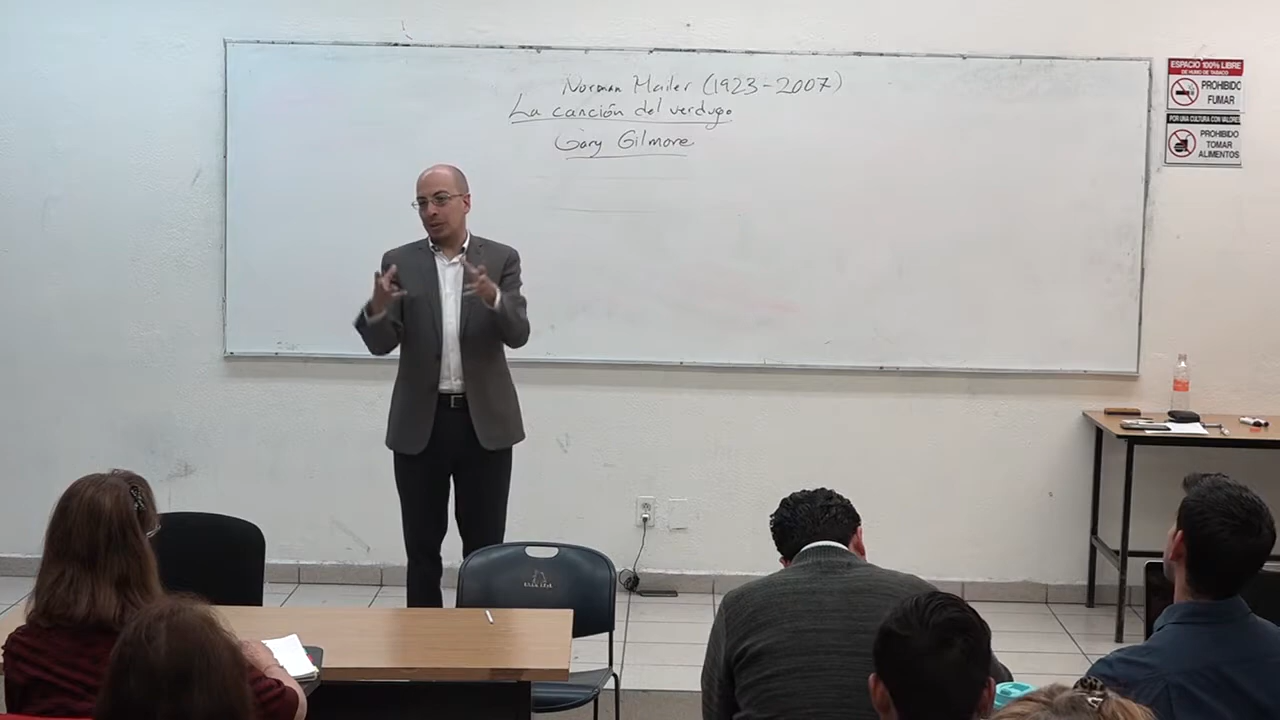 Norman Mailer (1923-2007)
La canción del verdugo
Gary Gilmore
ESPACIO 100% LIBRE
DE HUMO DE TABACO
PROHIBIDO
FUMAR
POR UNA CULTURA CON VALORES
PROHIBIDO
TOMAR
ALIMENTOS